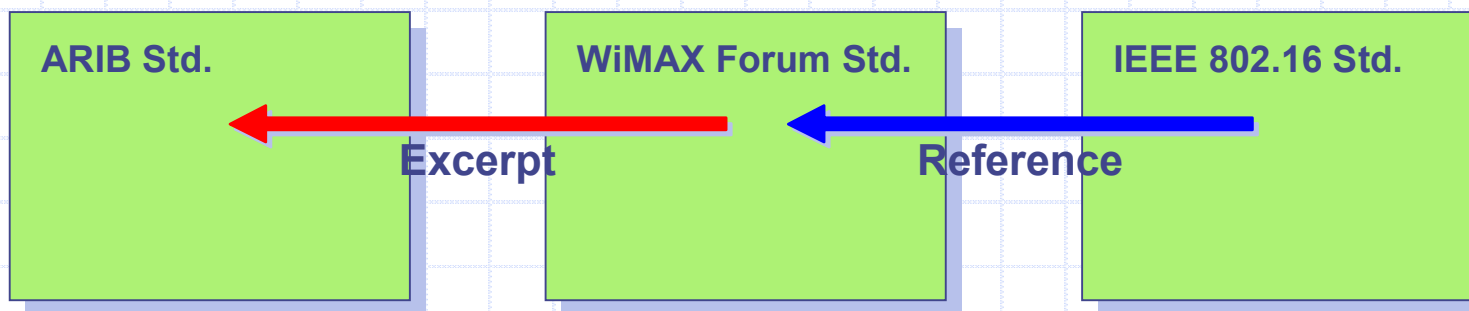 ARIB Std.
WiMAX Forum Std.
IEEE 802.16 Std.
Excerpt
Reference